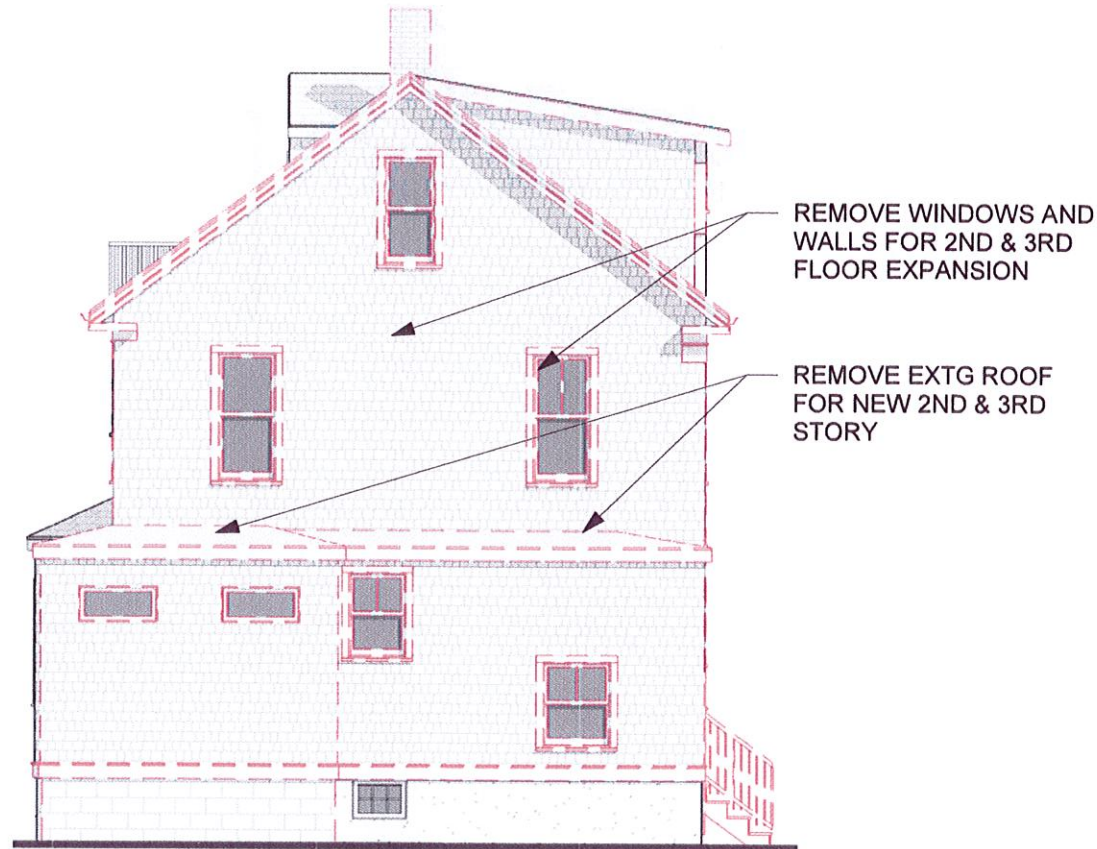 REMOVE WINDOWS AND
WALLS FOR 2ND & 3RD
FLOOR EXPANSION
REMOVE EXTG ROOF
FOR NEW 2ND & 3RD
STORY